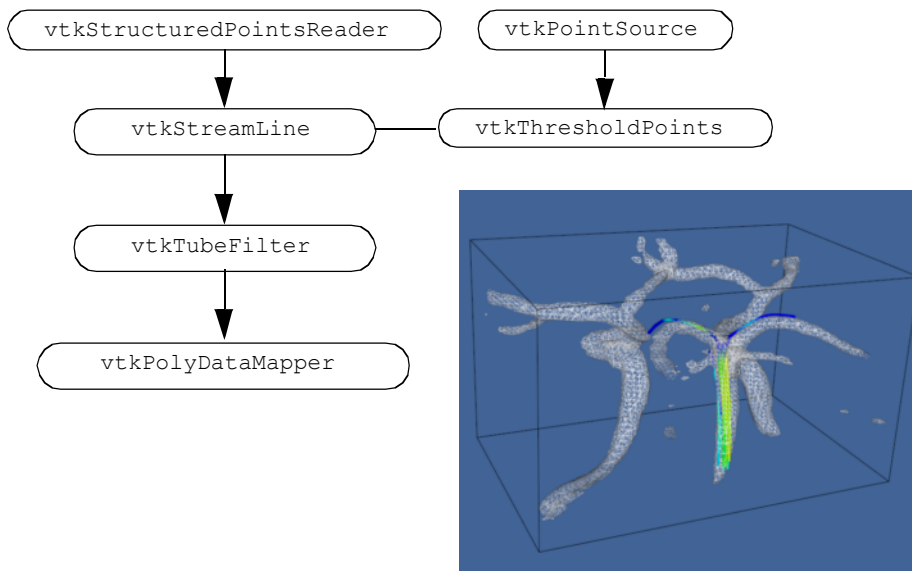 vtkStructuredPointsReader
vtkPointSource
vtkStreamLine
vtkThresholdPoints
vtkTubeFilter
vtkPolyDataMapper